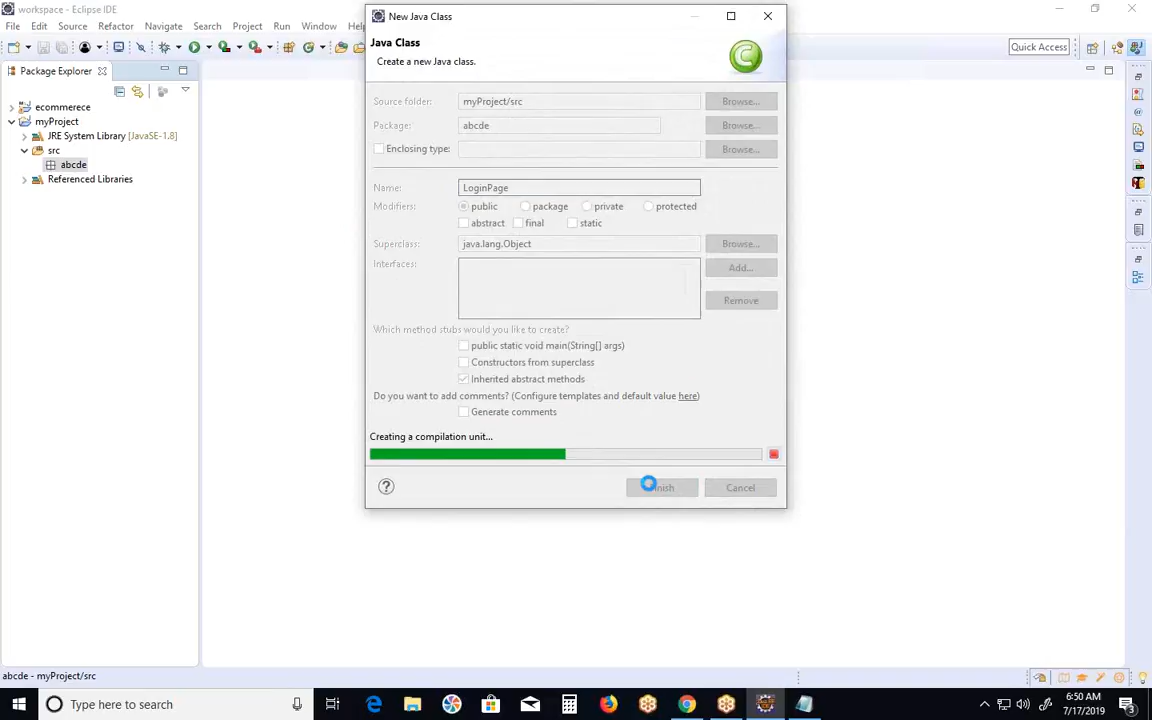 workspace - Eclipse IDE
File Edit Source Refactor Navigate Search Project Run Window
Quick Access
Package Explorer
ecommerece
myProject
JRE System Library [JavaSE-1.8]
src
abcde
Referenced Libraries
New Java Class
Java Class
Create a new Java class.
Source folder: myProject/src Browse...
Package: abcde Browse...
Enclosing type: Browse...
Name: LoginPage
Modifiers: public package private protected
abstract final static
Superclass: java.lang.Object Browse...
Interfaces: Add...
Remove
Which method stubs would you like to create?
public static void main(String[] args)
Constructors from superclass
Inherited abstract methods
Do you want to add comments? (Configure templates and default value here)
Generate comments
Creating a compilation unit...
Cancel
abcde - myProject/src
Type here to search
6:50 AM
7/17/2019
3